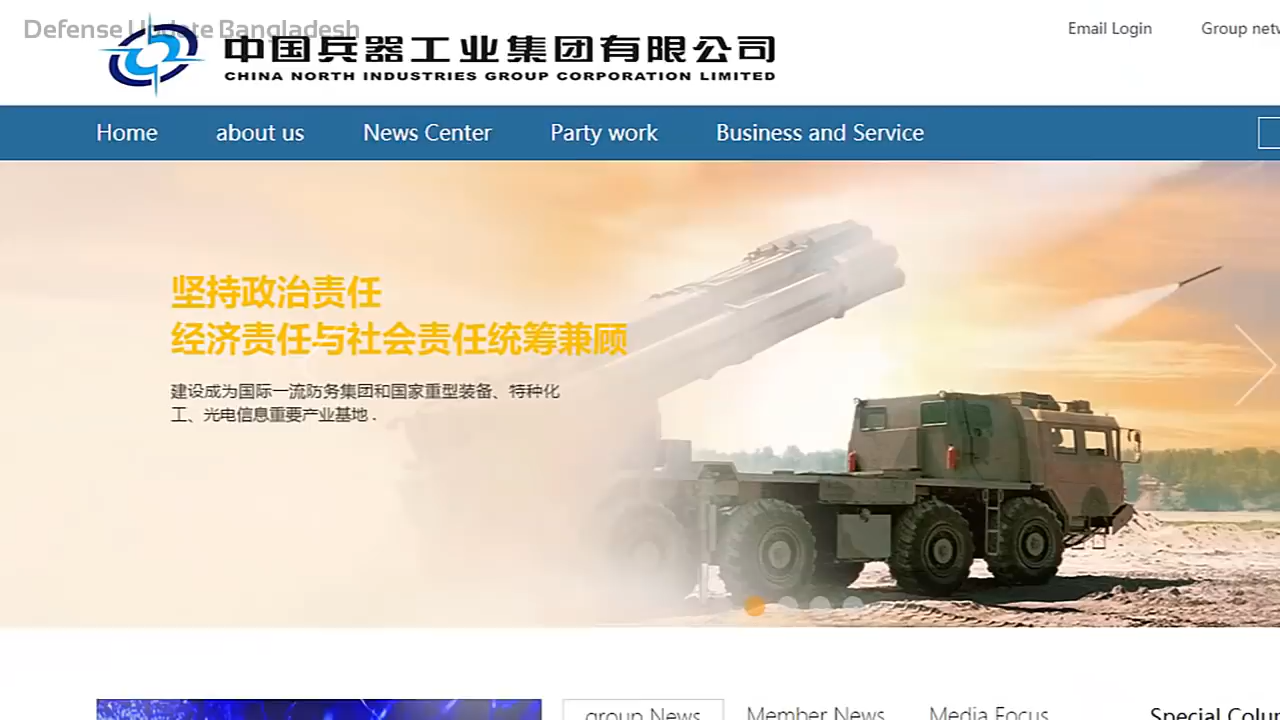 Defense Update Bangladesh
中国兵器工业集团有限公司
CHINA NORTH INDUSTRIES GROUP CORPORATION LIMITED
Email Login
Group
Home
about us
News Center
Party work
Business and Service
坚持政治责任
经济责任与社会责任统筹兼顾
建设成为国际一流防务集团和国家重型装备、特种化
工、光电信息重要产业基地 .
group News
Member News
Media Focus
Special